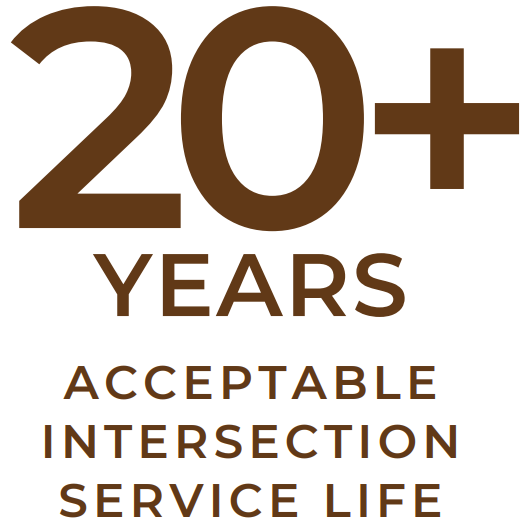 20+
YEARS
ACCEPTABLE
INTERSECTION
SERVICE LIFE